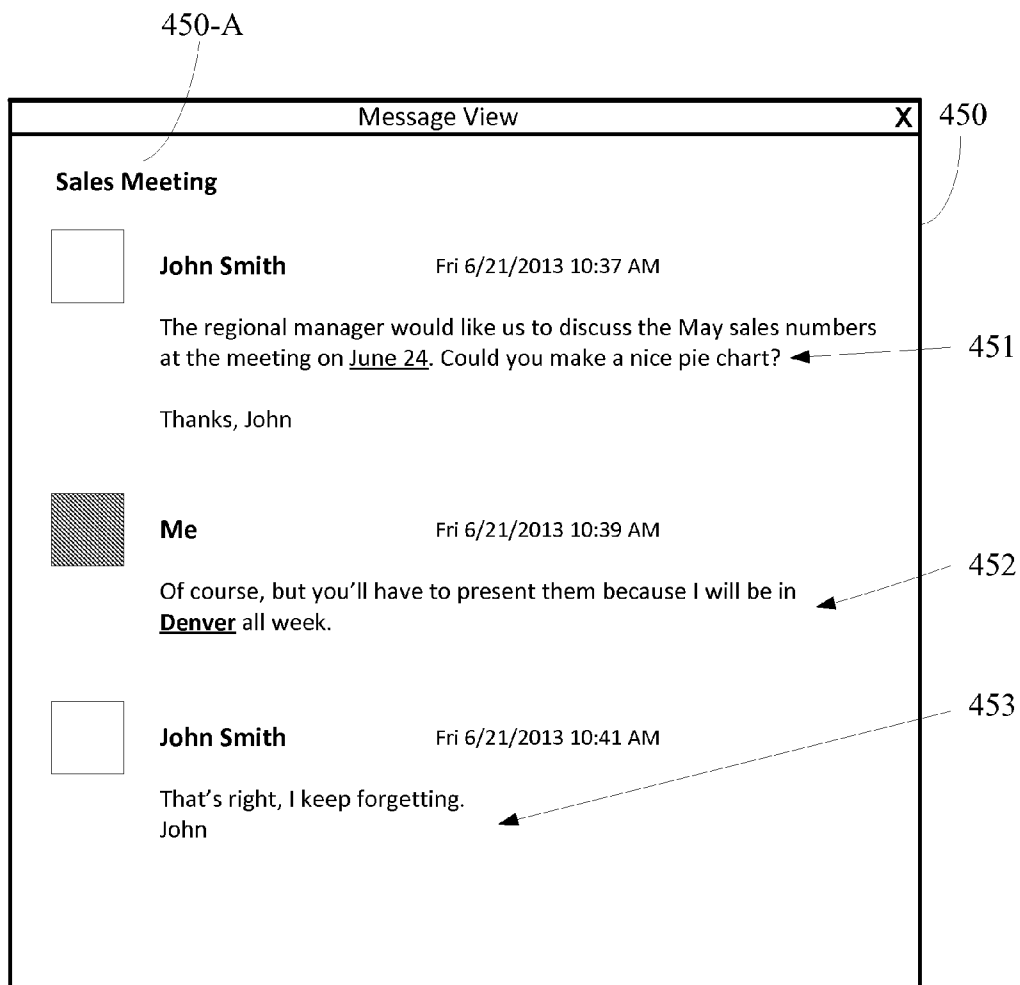 450-A
Message View X
450
Sales Meeting
John Smith Fri 6/21/2013 10:37 AM
The regional manager would like us to discuss the May sales numbers
at the meeting on June 24. Could you make a nice pie chart?
451
Thanks, John
Me Fri 6/21/2013 10:39 AM
Of course, but you’ll have to present them because I will be in
452
Denver all week.
453
John Smith Fri 6/21/2013 10:41 AM
That’s right, I keep forgetting.
John